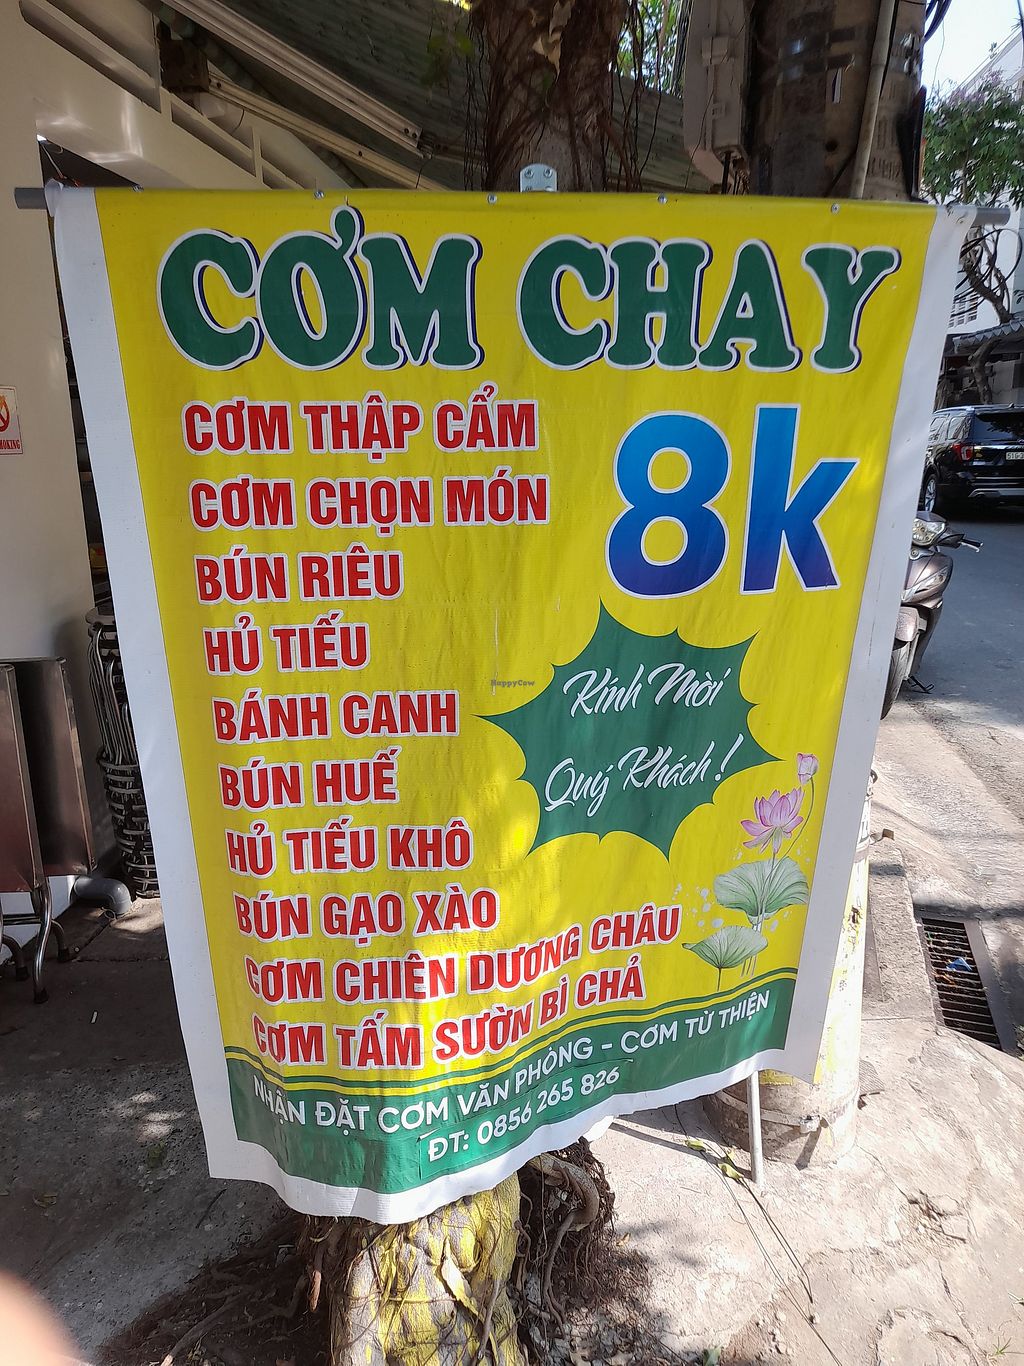 CƠM CHAY
CƠM THẬP CẨM
8k
CƠM CHỌN MÓN
BÚN RIÊU
HỦ TIẾU
BÁNH CANH
BÚN HUẾ
HỦ TIẾU KHÔ
BÚN GẠO XÀO
CƠM CHIÊN DƯƠNG CHÂU
CƠM TẤM SƯỜN BÌ CHẢ
Kính Mời
Quý Khách!
NHẬN ĐẶT CƠM VĂN PHÒNG - CƠM TỪ THIỆN
ĐT: 0856 265 826
HappyCow